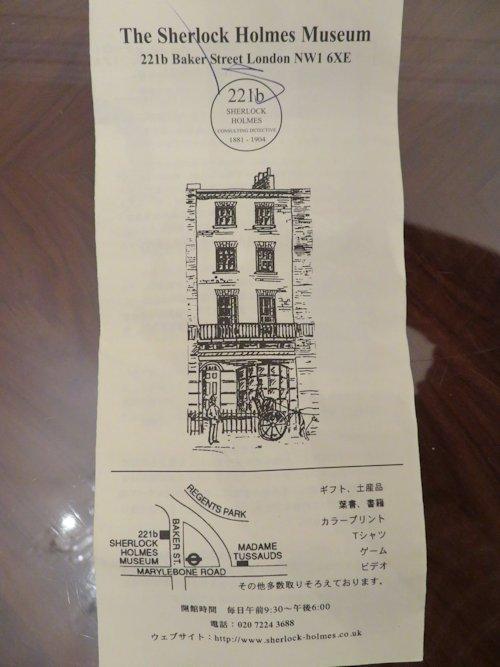 The Sherlock Holmes Museum
221b Baker Street London NW1 6XE
221b
SHERLOCK
HOLMES
CONSULTING DETECTIVE
1881 - 1904
REGENTS PARK
221b
SHERLOCK
HOLMES
MUSEUM
BAKER ST.
MADAME
TUSSAUDS
MARYLEBONE ROAD
ギフト、土産品
葉書、書籍
カラープリント
Tシャツ
ゲーム
ビデオ
その他多数取りそろえております。
開館時間 毎日午前9:30～午後6:00
電話：020 7224 3688
ウェブサイト：http://www.sherlock-holmes.co.uk